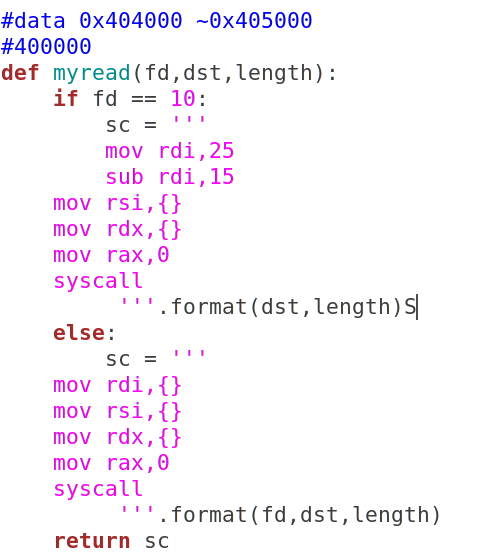 #data 0x404000 ~0x405000
#400000
def myread(fd,dst,length):
    if fd == 10:
        sc = '''
        mov rdi,25
        sub rdi,15
    mov rsi,{}
    mov rdx,{}
    mov rax,0
    syscall
         '''.format(dst,length)S
    else:
        sc = '''
    mov rdi,{}
    mov rsi,{}
    mov rdx,{}
    mov rax,0
    syscall
         '''.format(fd,dst,length)
    return sc